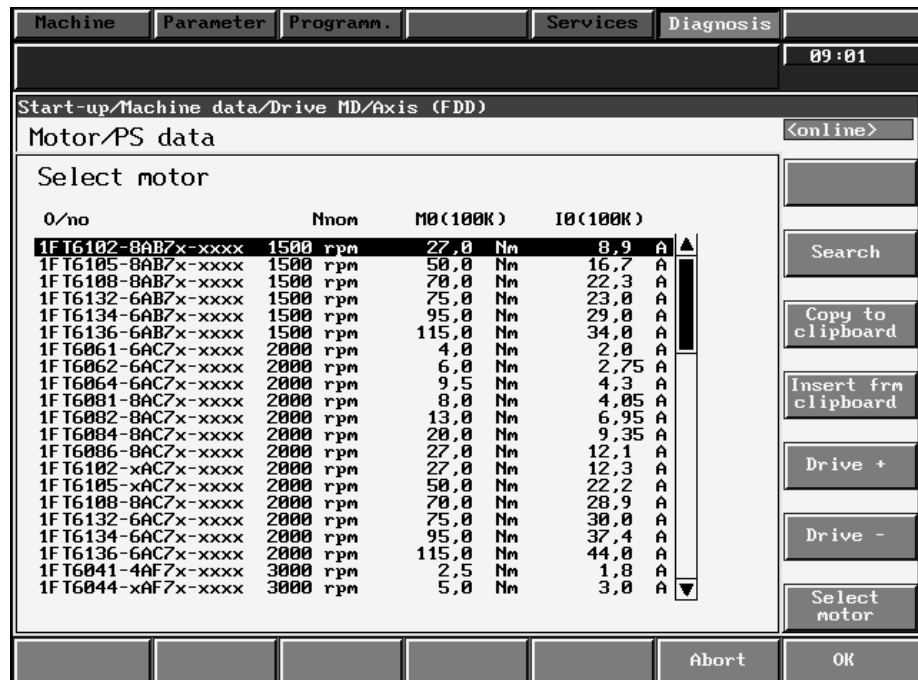 Machine Parameter Programm. Services Diagnosis
09:01
Start-up/Machine data/Drive MD/Axis (FDD)
Motor/PS data
<online>
Select motor
O/no Nnom M0(100K) I0(100K)
1FT6102-8AB7x-xxxx 1500 rpm 27,0 Nm 8,9 A
1FT6105-8AB7x-xxxx 1500 rpm 50,0 Nm 16,7 A
1FT6108-8AB7x-xxxx 1500 rpm 70,0 Nm 22,3 A
1FT6132-6AB7x-xxxx 1500 rpm 75,0 Nm 23,0 A
1FT6134-6AB7x-xxxx 1500 rpm 95,0 Nm 29,0 A
1FT6136-6AB7x-xxxx 1500 rpm 115,0 Nm 34,0 A
1FT6061-6AC7x-xxxx 2000 rpm 4,0 Nm 2,0 A
1FT6062-6AC7x-xxxx 2000 rpm 6,0 Nm 2,75 A
1FT6064-6AC7x-xxxx 2000 rpm 9,5 Nm 4,3 A
1FT6081-8AC7x-xxxx 2000 rpm 8,0 Nm 4,05 A
1FT6082-8AC7x-xxxx 2000 rpm 13,0 Nm 6,95 A
1FT6084-8AC7x-xxxx 2000 rpm 20,0 Nm 9,35 A
1FT6086-8AC7x-xxxx 2000 rpm 27,0 Nm 12,1 A
1FT6102-xAC7x-xxxx 2000 rpm 27,0 Nm 12,3 A
1FT6105-xAC7x-xxxx 2000 rpm 50,0 Nm 22,2 A
1FT6108-8AC7x-xxxx 2000 rpm 70,0 Nm 28,9 A
1FT6132-6AC7x-xxxx 2000 rpm 75,0 Nm 30,0 A
1FT6134-6AC7x-xxxx 2000 rpm 95,0 Nm 37,4 A
1FT6136-6AC7x-xxxx 2000 rpm 115,0 Nm 44,0 A
1FT6041-4AF7x-xxxx 3000 rpm 2,5 Nm 1,8 A
1FT6044-xAF7x-xxxx 3000 rpm 5,0 Nm 3,0 A
Search
Copy to
clipboard
Insert frm
clipboard
Drive +
Drive -
Select
motor
Abort OK